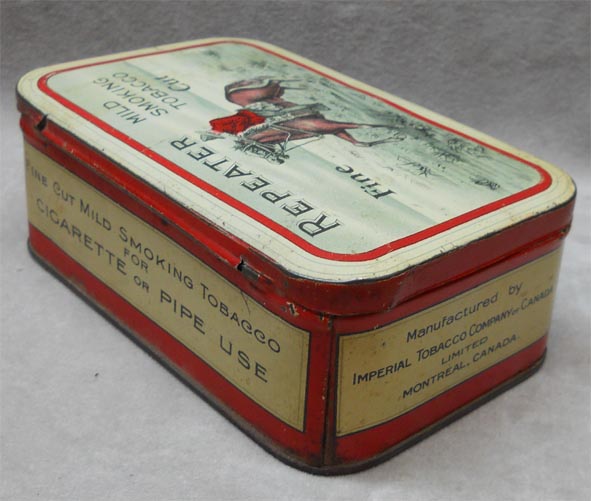 REPEATER
Fine
MILD
SMOKING
TOBACCO
Cut
FINE CUT MILD SMOKING TOBACCO
FOR
CIGARETTE OR PIPE USE
Manufactured by
IMPERIAL TOBACCO COMPANY OF CANADA
LIMITED
MONTREAL, CANADA.